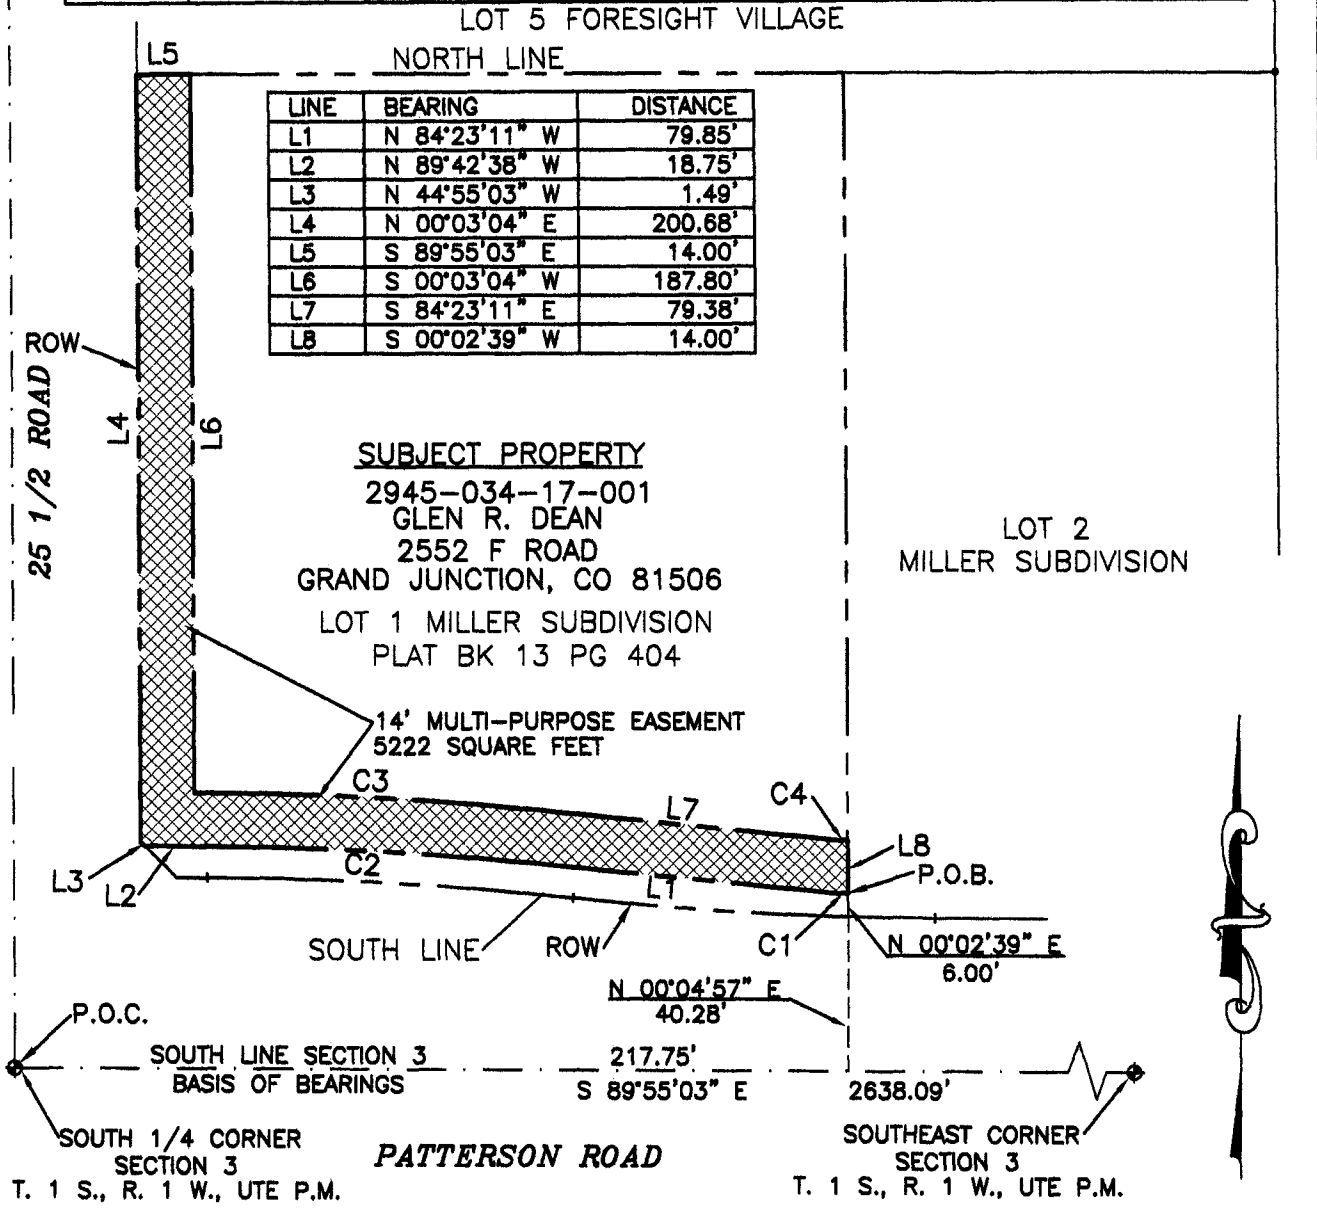 LOT 5 FORESIGHT VILLAGE
L5
NORTH LINE
LINE BEARING DISTANCE
L1 N 84°23'11" W 79.85'
L2 N 89°42'38" W 18.75'
L3 N 44°55'03" W 1.49'
L4 N 00°03'04" E 200.68'
L5 S 89°55'03" E 14.00'
L6 S 00°03'04" W 187.80'
L7 S 84°23'11" E 79.38'
L8 S 00°02'39" W 14.00'
ROW
25 1/2 ROAD
L4
L6
SUBJECT PROPERTY
2945-034-17-001
GLEN R. DEAN
2552 F ROAD
GRAND JUNCTION, CO 81506
LOT 1 MILLER SUBDIVISION
PLAT BK 13 PG 404
LOT 2
MILLER SUBDIVISION
14' MULTI-PURPOSE EASEMENT
5222 SQUARE FEET
C3
L7
C4
L8
P.O.B.
L3
L2
C2
L1
SOUTH LINE
ROW
C1
N 00°02'39" E
6.00'
N 00°04'57" E
40.28'
P.O.C.
SOUTH LINE SECTION 3
BASIS OF BEARINGS
217.75'
S 89°55'03" E
2638.09'
SOUTH 1/4 CORNER
SECTION 3
T. 1 S., R. 1 W., UTE P.M.
PATTERSON ROAD
SOUTHEAST CORNER
SECTION 3
T. 1 S., R. 1 W., UTE P.M.